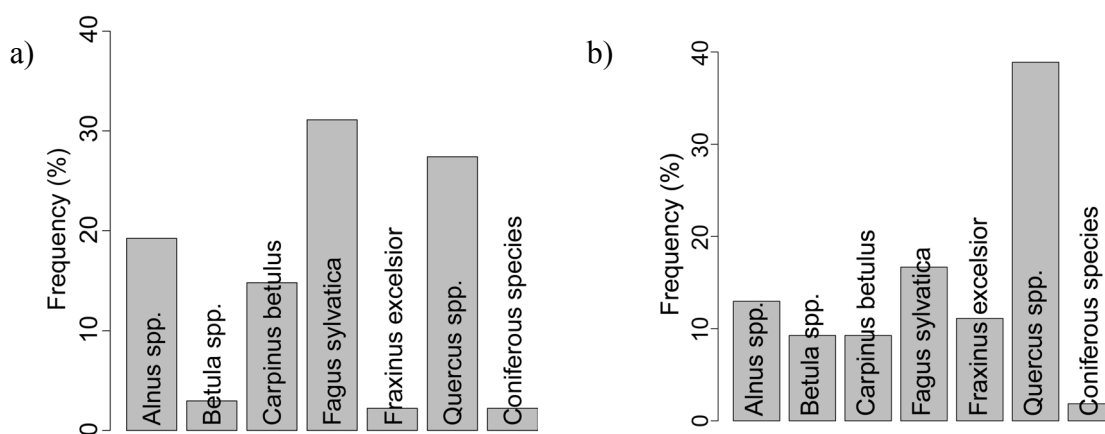 a)
Frequency (%)
0
10
20
30
40
Alnus spp.
Betula spp.
Carpinus betulus
Fagus sylvatica
Fraxinus excelsior
Quercus spp.
Coniferous species
b)
Frequency (%)
0
10
20
30
40
Alnus spp.
Betula spp.
Carpinus betulus
Fagus sylvatica
Fraxinus excelsior
Quercus spp.
Coniferous species